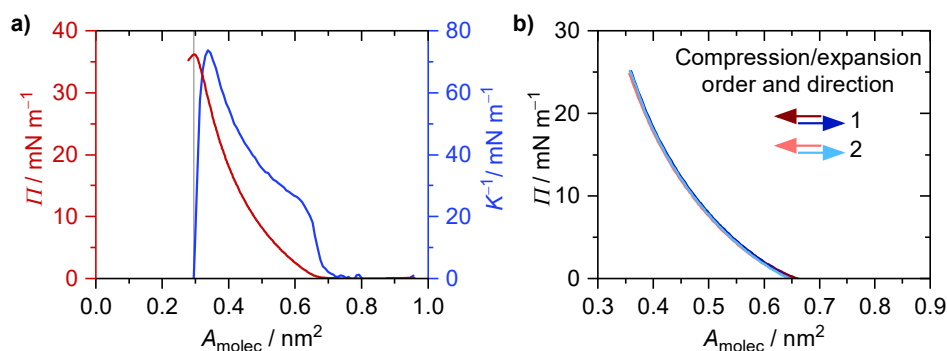 a)
40
30
20
10
0
Π / mN m⁻¹
80
60
40
20
0
K⁻¹/ mN m⁻¹
0.0 0.2 0.4 0.6 0.8 1.0
A_molec / nm²
b)
30
20
10
0
Π / mN m⁻¹
Compression/expansion
order and direction
1
2
0.3 0.4 0.5 0.6 0.7 0.8 0.9
A_molec / nm²